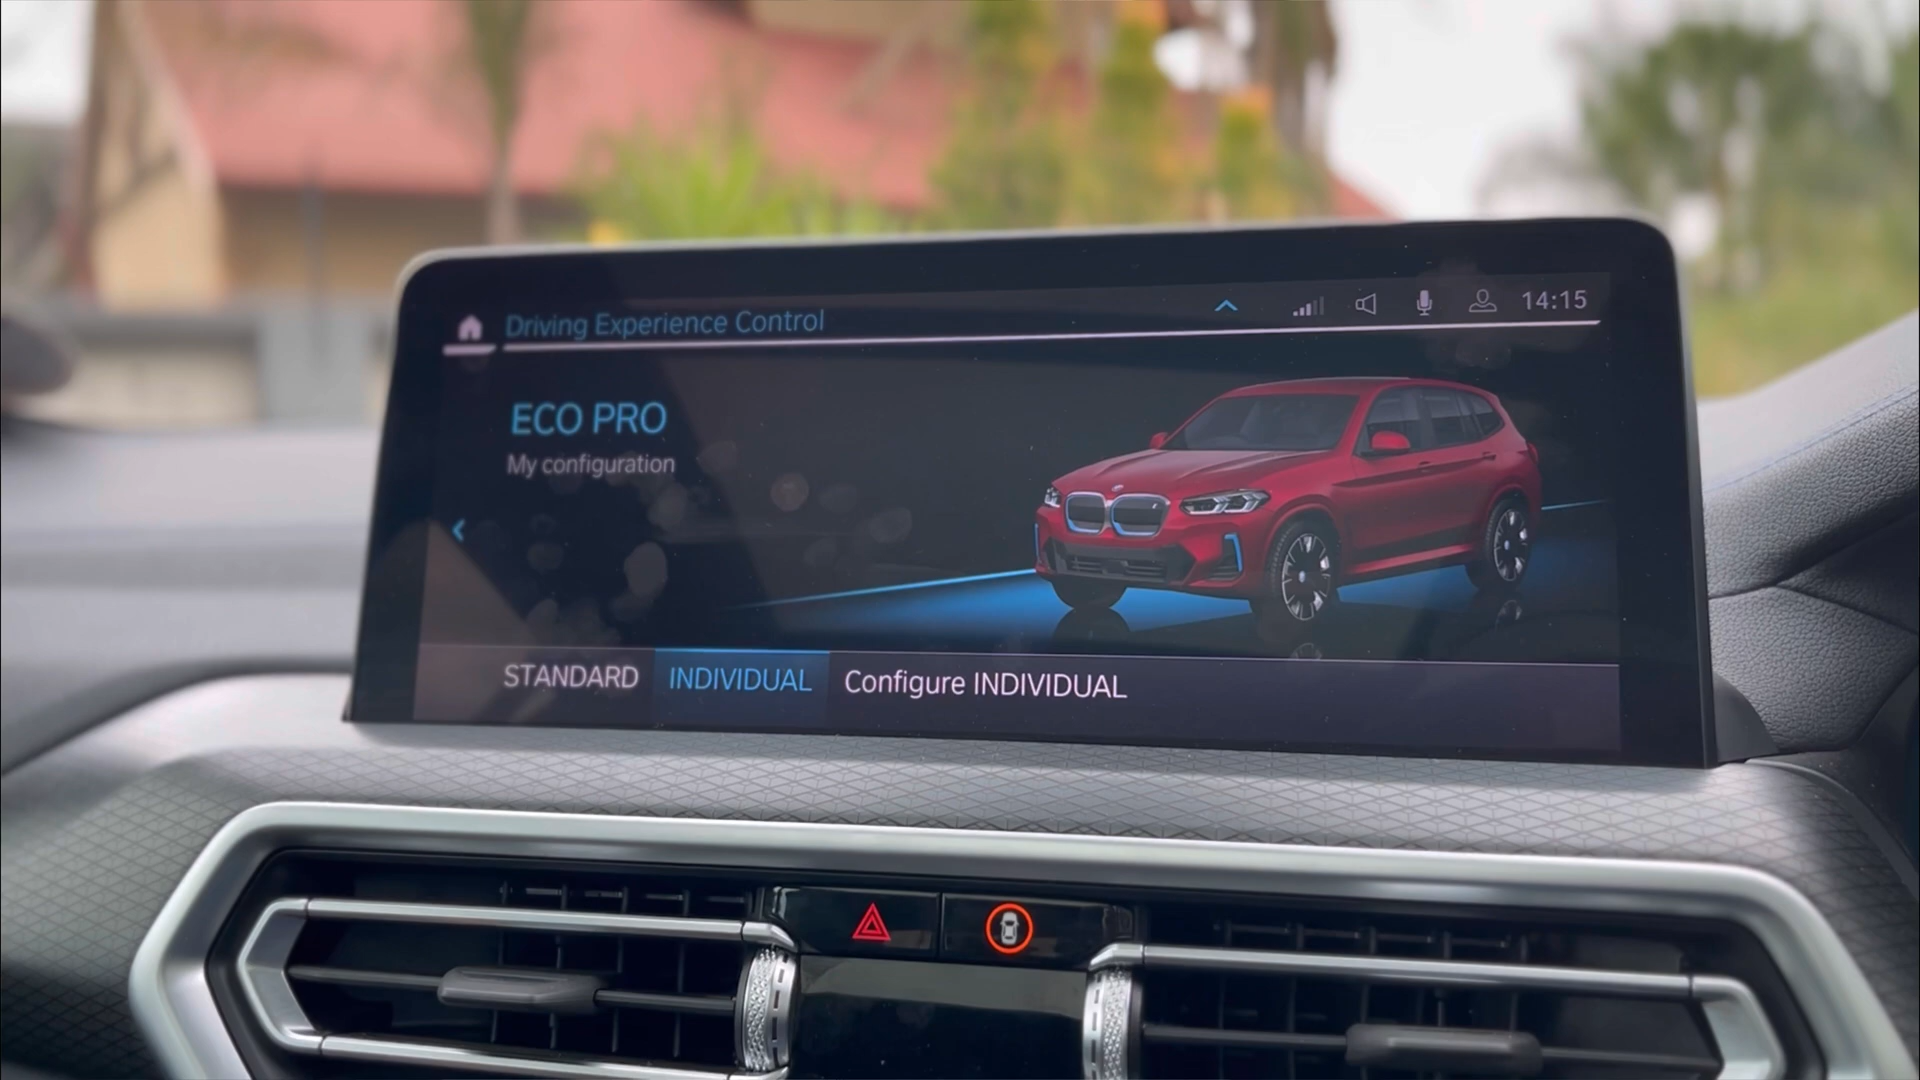 Driving Experience Control
14:15
ECO PRO
My configuration
STANDARD
INDIVIDUAL
Configure INDIVIDUAL